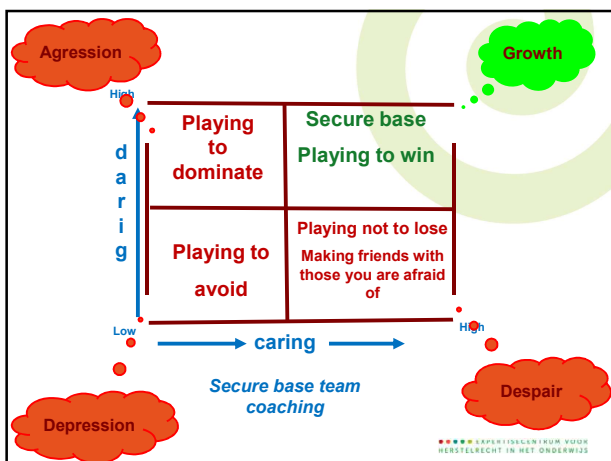 Agression
Growth
High
Playing
to
dominate
Secure base
Playing to win
daring
Playing to
avoid
Playing not to lose
Making friends with
those you are afraid
of
Low
caring
High
Secure base team
coaching
Depression
Despair
EXPERTISECENTRUM VOOR
HERSTELRECHT IN HET ONDERWIJS